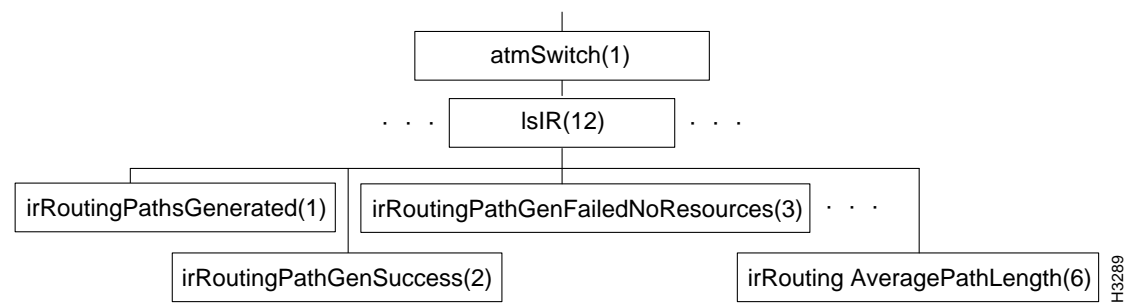 atmSwitch(1)
. . .
lsIR(12)
. . .
irRoutingPathsGenerated(1)
irRoutingPathGenFailedNoResources(3)
. . .
irRoutingPathGenSuccess(2)
irRouting AveragePathLength(6)
H3289